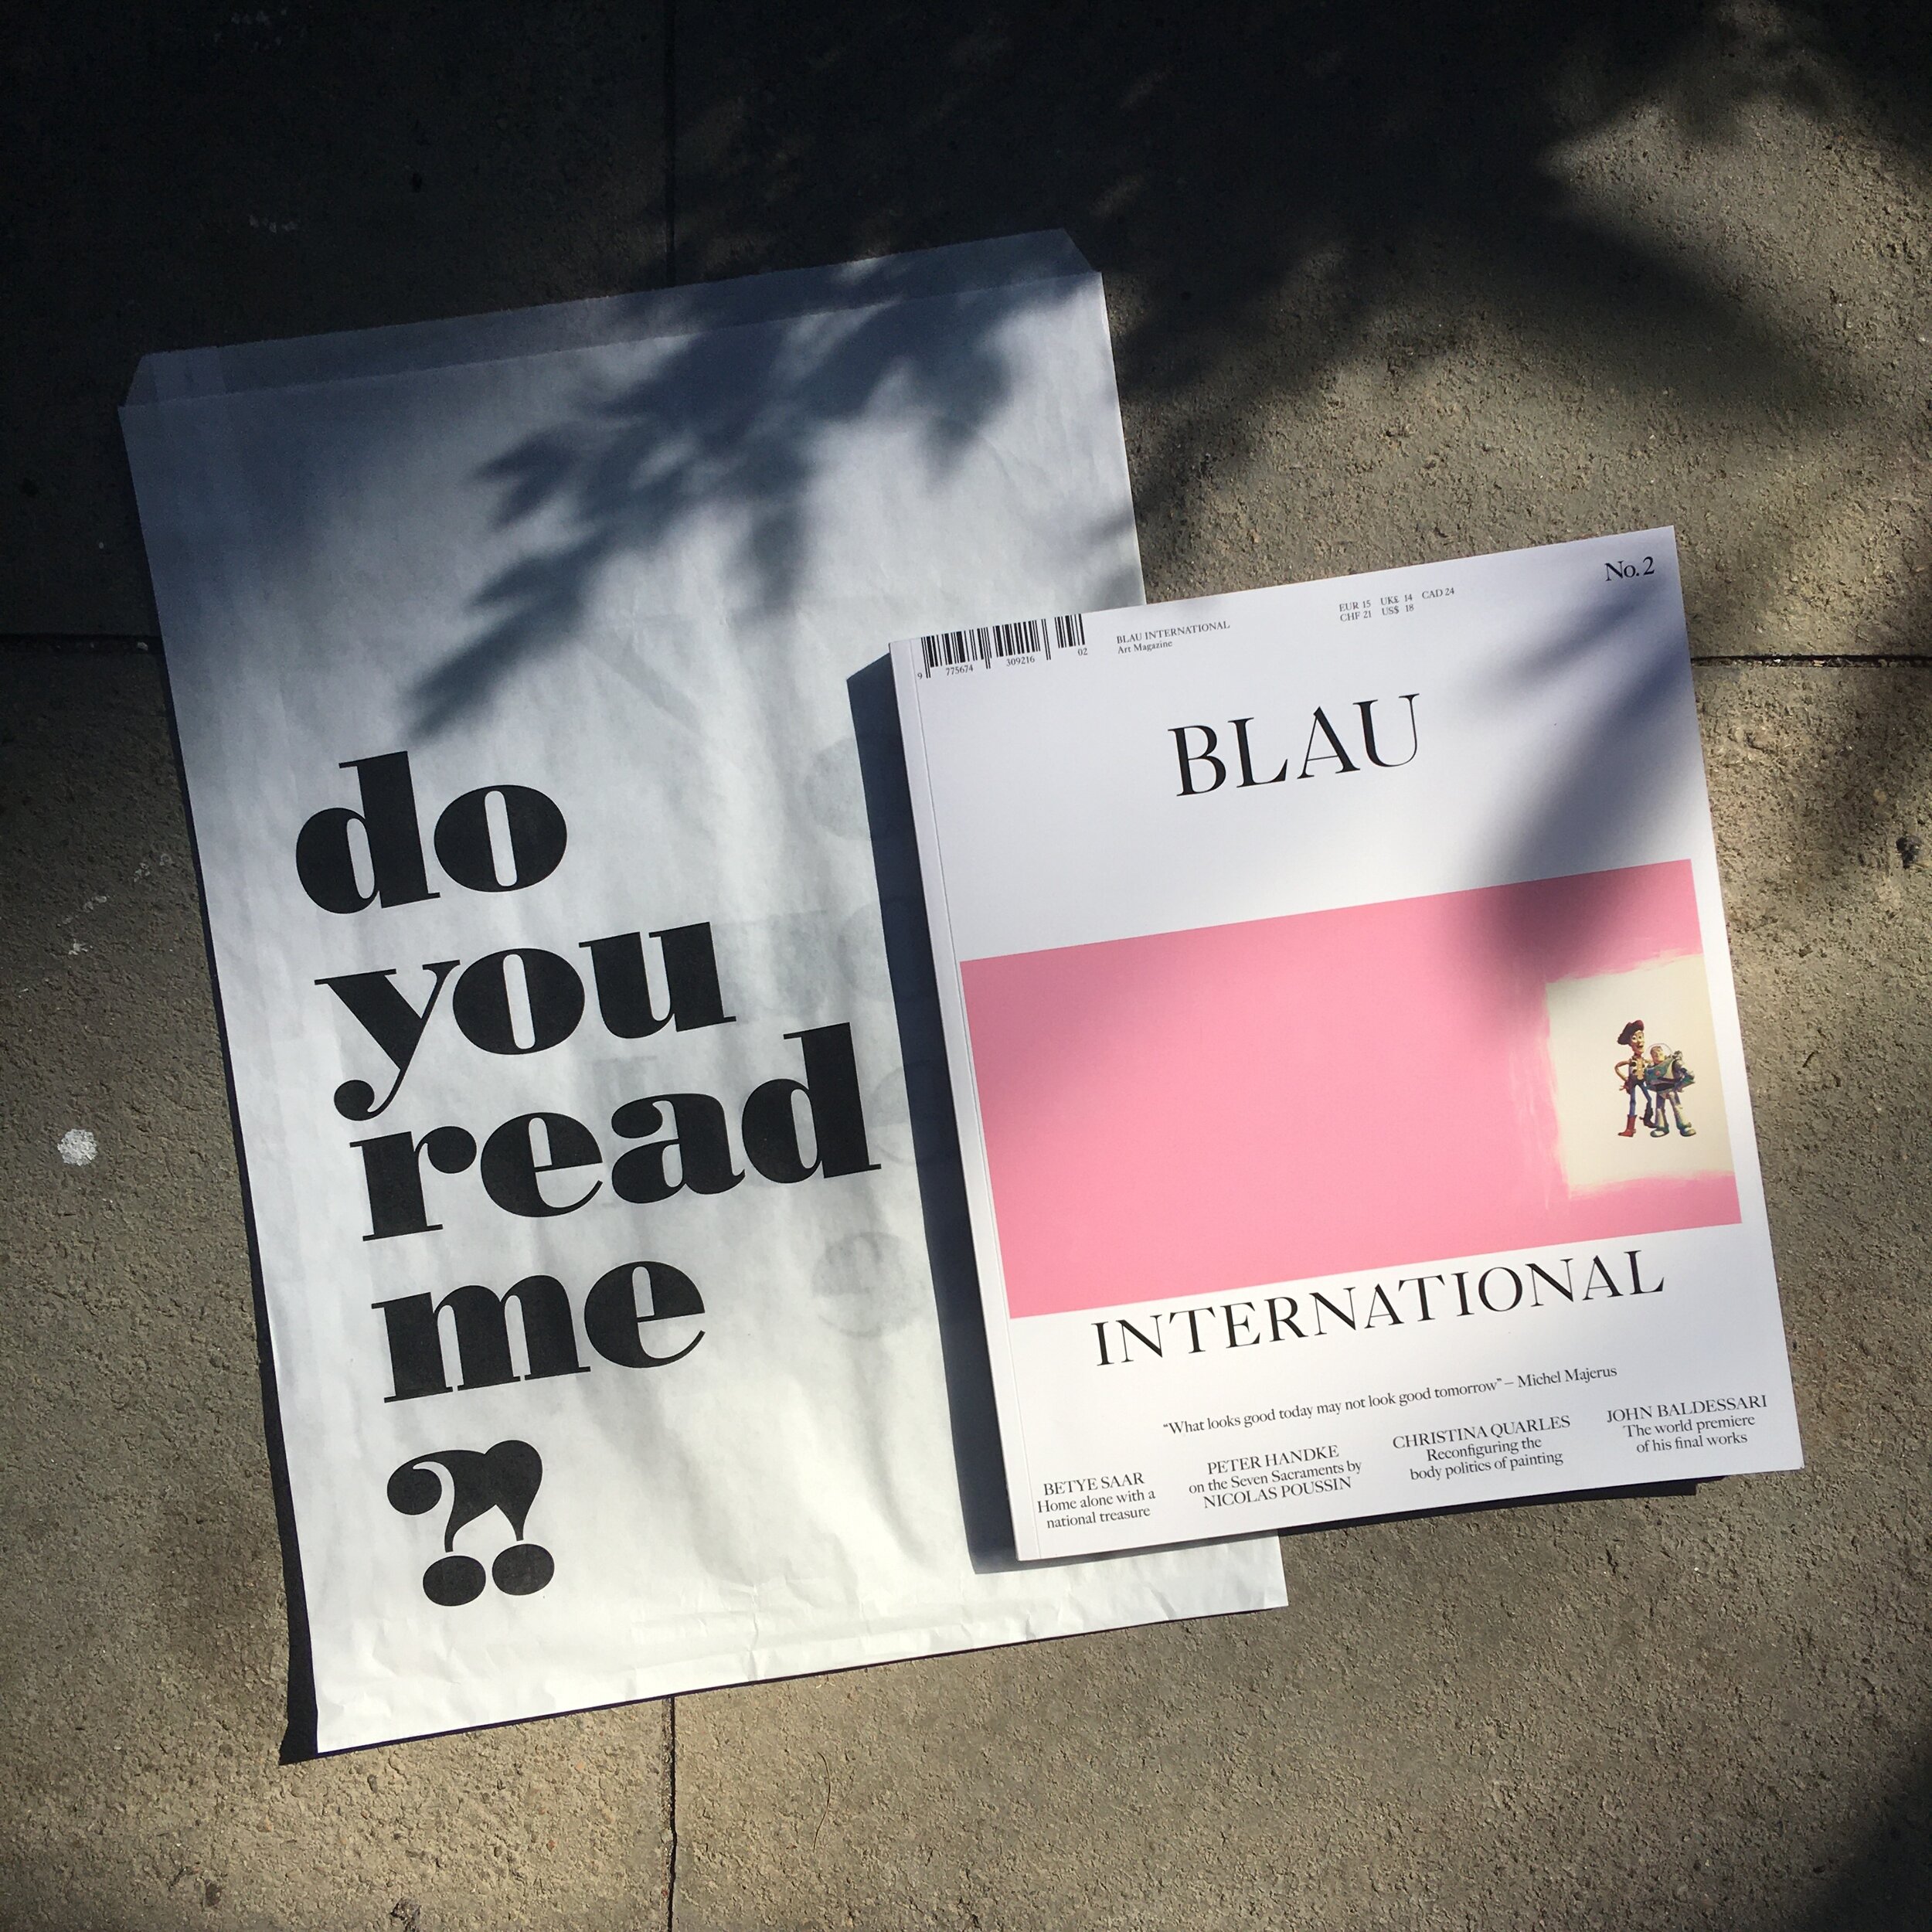 do
you
read
me
??
9 775674 309216 02
BLAU INTERNATIONAL
Art Magazine
EUR 15 UK£ 14 CAD 24
CHF 21 US$ 18
No. 2
BLAU
INTERNATIONAL
“What looks good today may not look good tomorrow” – Michel Majerus
BETYE SAAR
Home alone with a
national treasure
PETER HANDKE
on the Seven Sacraments by
NICOLAS POUSSIN
CHRISTINA QUARLES
Reconfiguring the
body politics of painting
JOHN BALDESSARI
The world premiere
of his final works